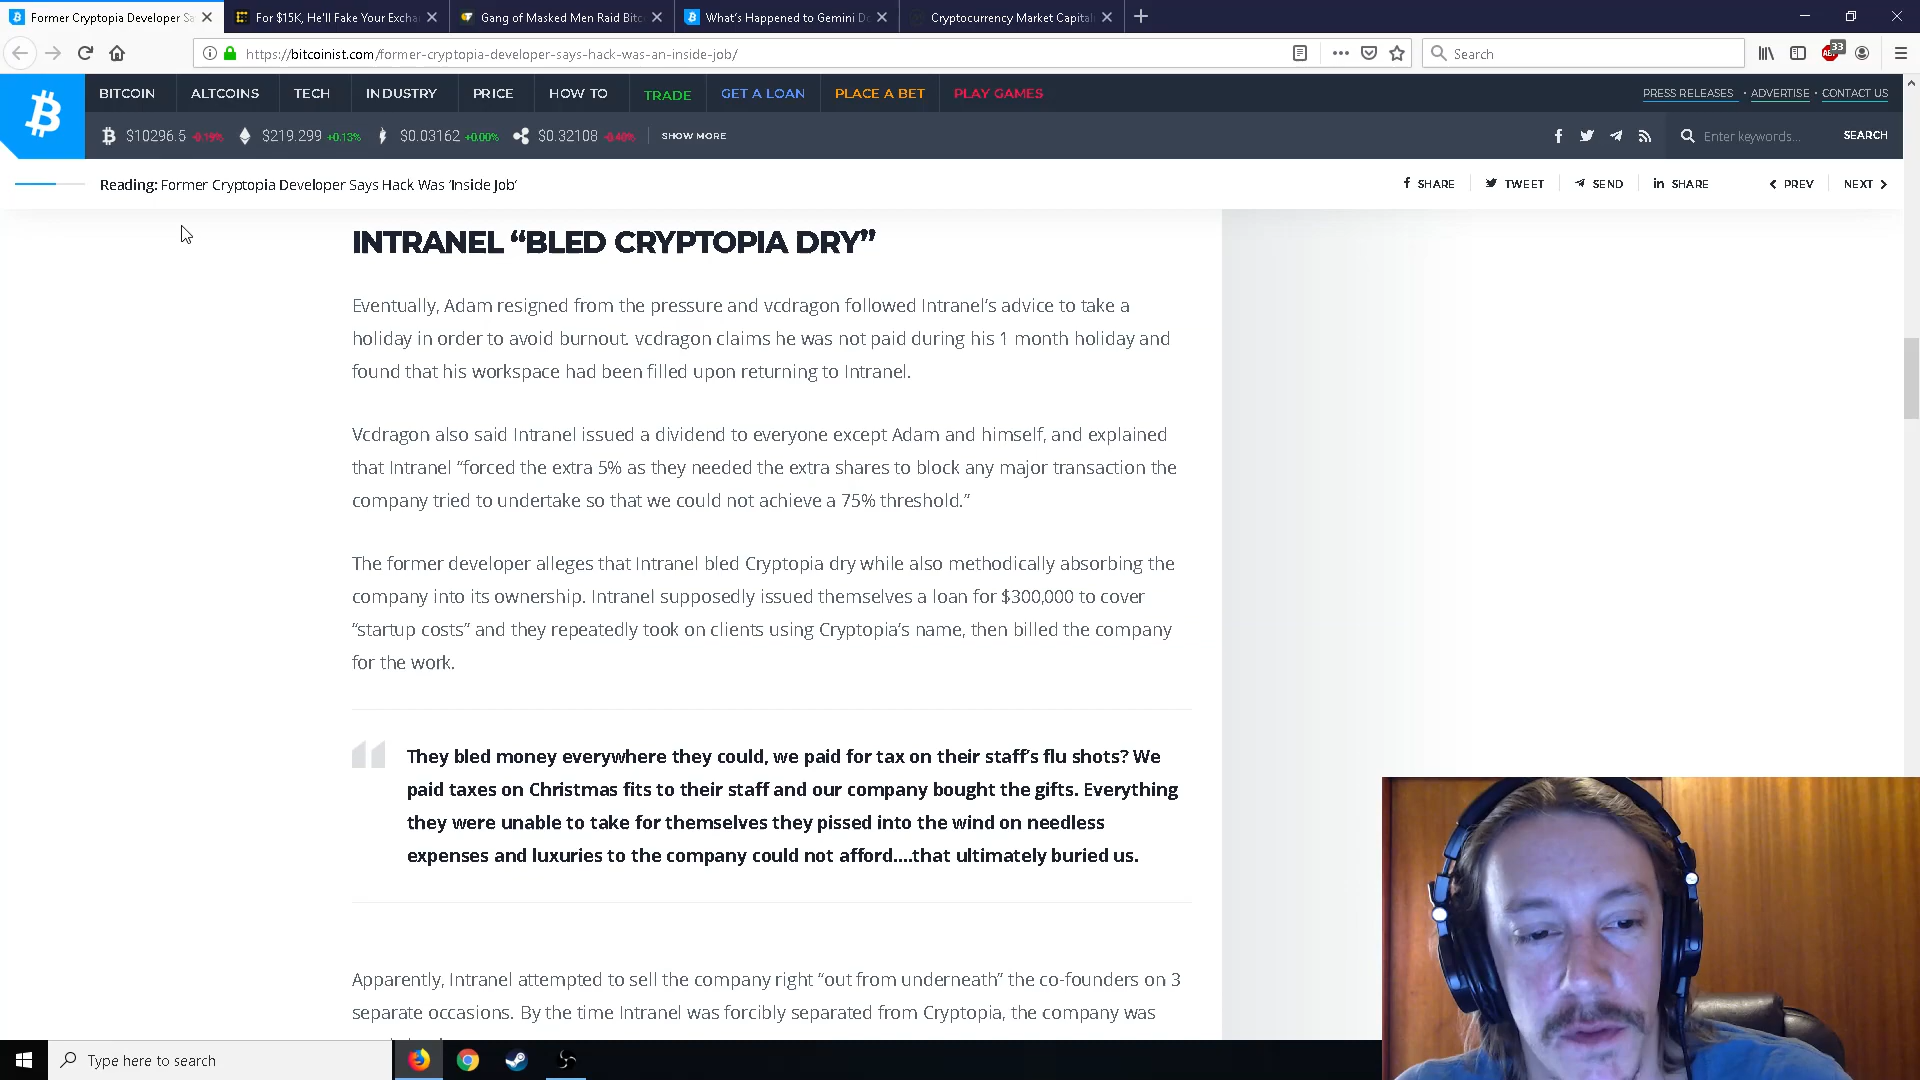 Former Cryptopia Developer Sa
For $15K, He'll Fake Your Excha
Gang of Masked Men Raid Bitc
What's Happened to Gemini D
Cryptocurrency Market Capital
https://bitcoinist.com/former-cryptopia-developer-says-hack-was-an-inside-job/
Search
33
BITCOIN ALTCOINS TECH INDUSTRY PRICE HOW TO TRADE GET A LOAN PLACE A BET PLAY GAMES
PRESS RELEASES · ADVERTISE · CONTACT US
$10296.5 -0.19% $219.299 +0.13% $0.03162 +0.00% $0.32108 -0.40% SHOW MORE
Enter keywords... SEARCH
Reading: Former Cryptopia Developer Says Hack Was ‘Inside Job’
SHARE TWEET SEND SHARE PREV NEXT
INTRANEL “BLED CRYPTOPIA DRY”
Eventually, Adam resigned from the pressure and vcdragon followed Intranel’s advice to take a
holiday in order to avoid burnout. vcdragon claims he was not paid during his 1 month holiday and
found that his workspace had been filled upon returning to Intranel.
Vcdragon also said Intranel issued a dividend to everyone except Adam and himself, and explained
that Intranel “forced the extra 5% as they needed the extra shares to block any major transaction the
company tried to undertake so that we could not achieve a 75% threshold.”
The former developer alleges that Intranel bled Cryptopia dry while also methodically absorbing the
company into its ownership. Intranel supposedly issued themselves a loan for $300,000 to cover
“startup costs” and they repeatedly took on clients using Cryptopia’s name, then billed the company
for the work.
They bled money everywhere they could, we paid for tax on their staff’s flu shots? We
paid taxes on Christmas fits to their staff and our company bought the gifts. Everything
they were unable to take for themselves they pissed into the wind on needless
expenses and luxuries to the company could not afford....that ultimately buried us.
Apparently, Intranel attempted to sell the company right “out from underneath” the co-founders on 3
separate occasions. By the time Intranel was forcibly separated from Cryptopia, the company was
Type here to search